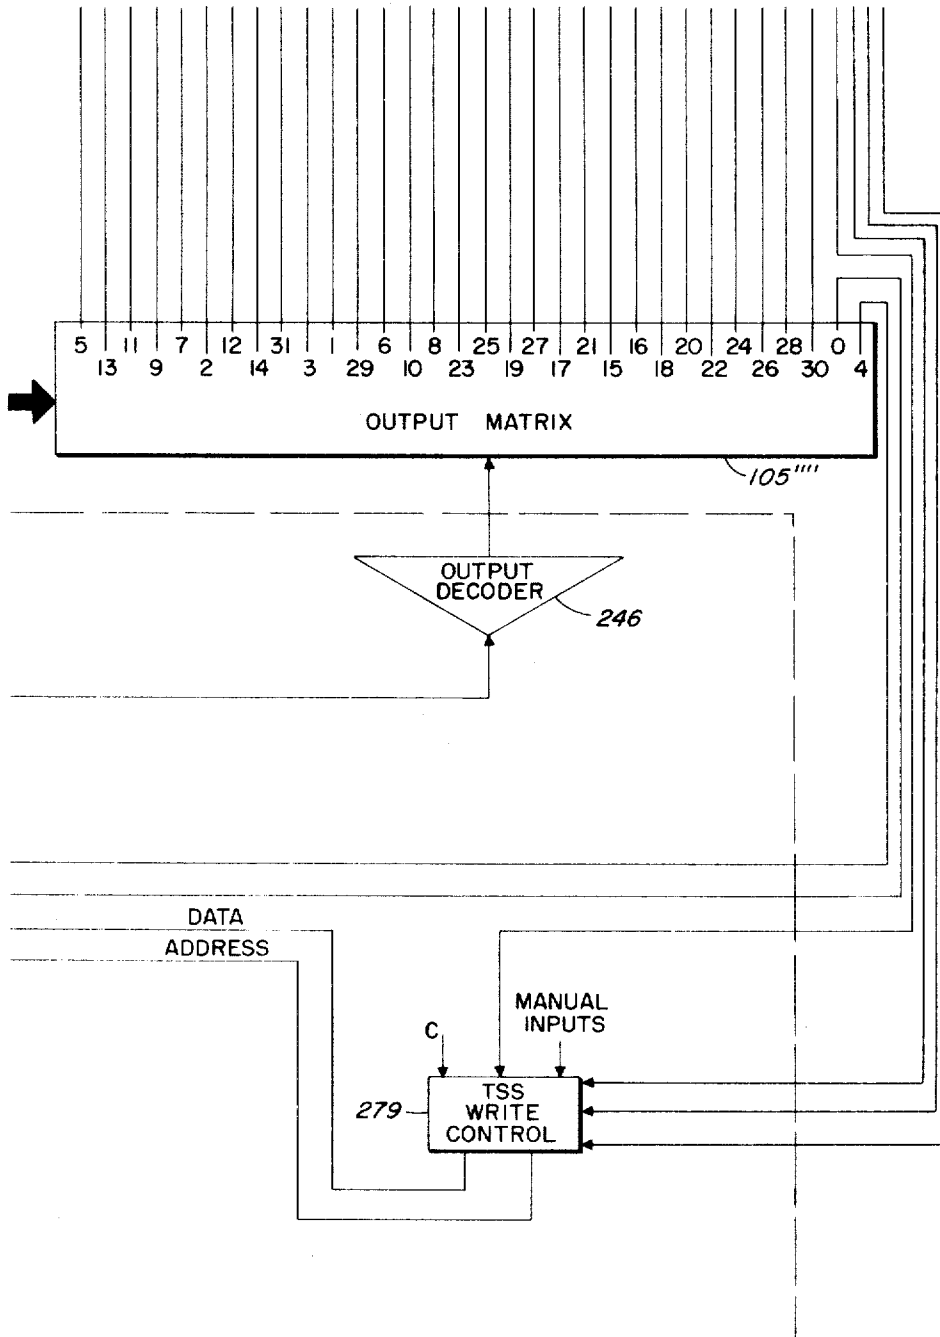 5 11 7 12 31 1 6 8 25 27 21 16 20 24 28 0
13 9 2 14 3 29 10 23 19 17 15 18 22 26 30 4
OUTPUT MATRIX
105''''
OUTPUT
DECODER
246
DATA
ADDRESS
MANUAL
INPUTS
C
TSS
279 WRITE
CONTROL